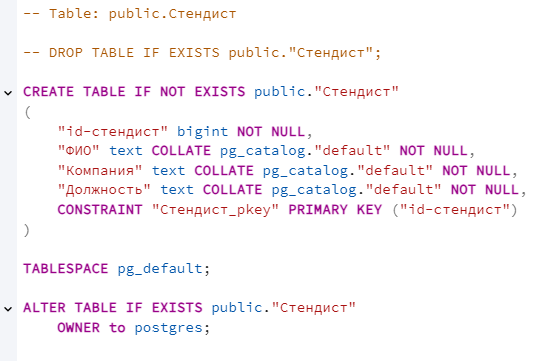 -- Table: public.Стендист
-- DROP TABLE IF EXISTS public."Стендист";
CREATE TABLE IF NOT EXISTS public."Стендист"
(
    "id-стендист" bigint NOT NULL,
    "ФИО" text COLLATE pg_catalog."default" NOT NULL,
    "Компания" text COLLATE pg_catalog."default" NOT NULL,
    "Должность" text COLLATE pg_catalog."default" NOT NULL,
    CONSTRAINT "Стендист_pkey" PRIMARY KEY ("id-стендист")
)
TABLESPACE pg_default;
ALTER TABLE IF EXISTS public."Стендист"
    OWNER to postgres;